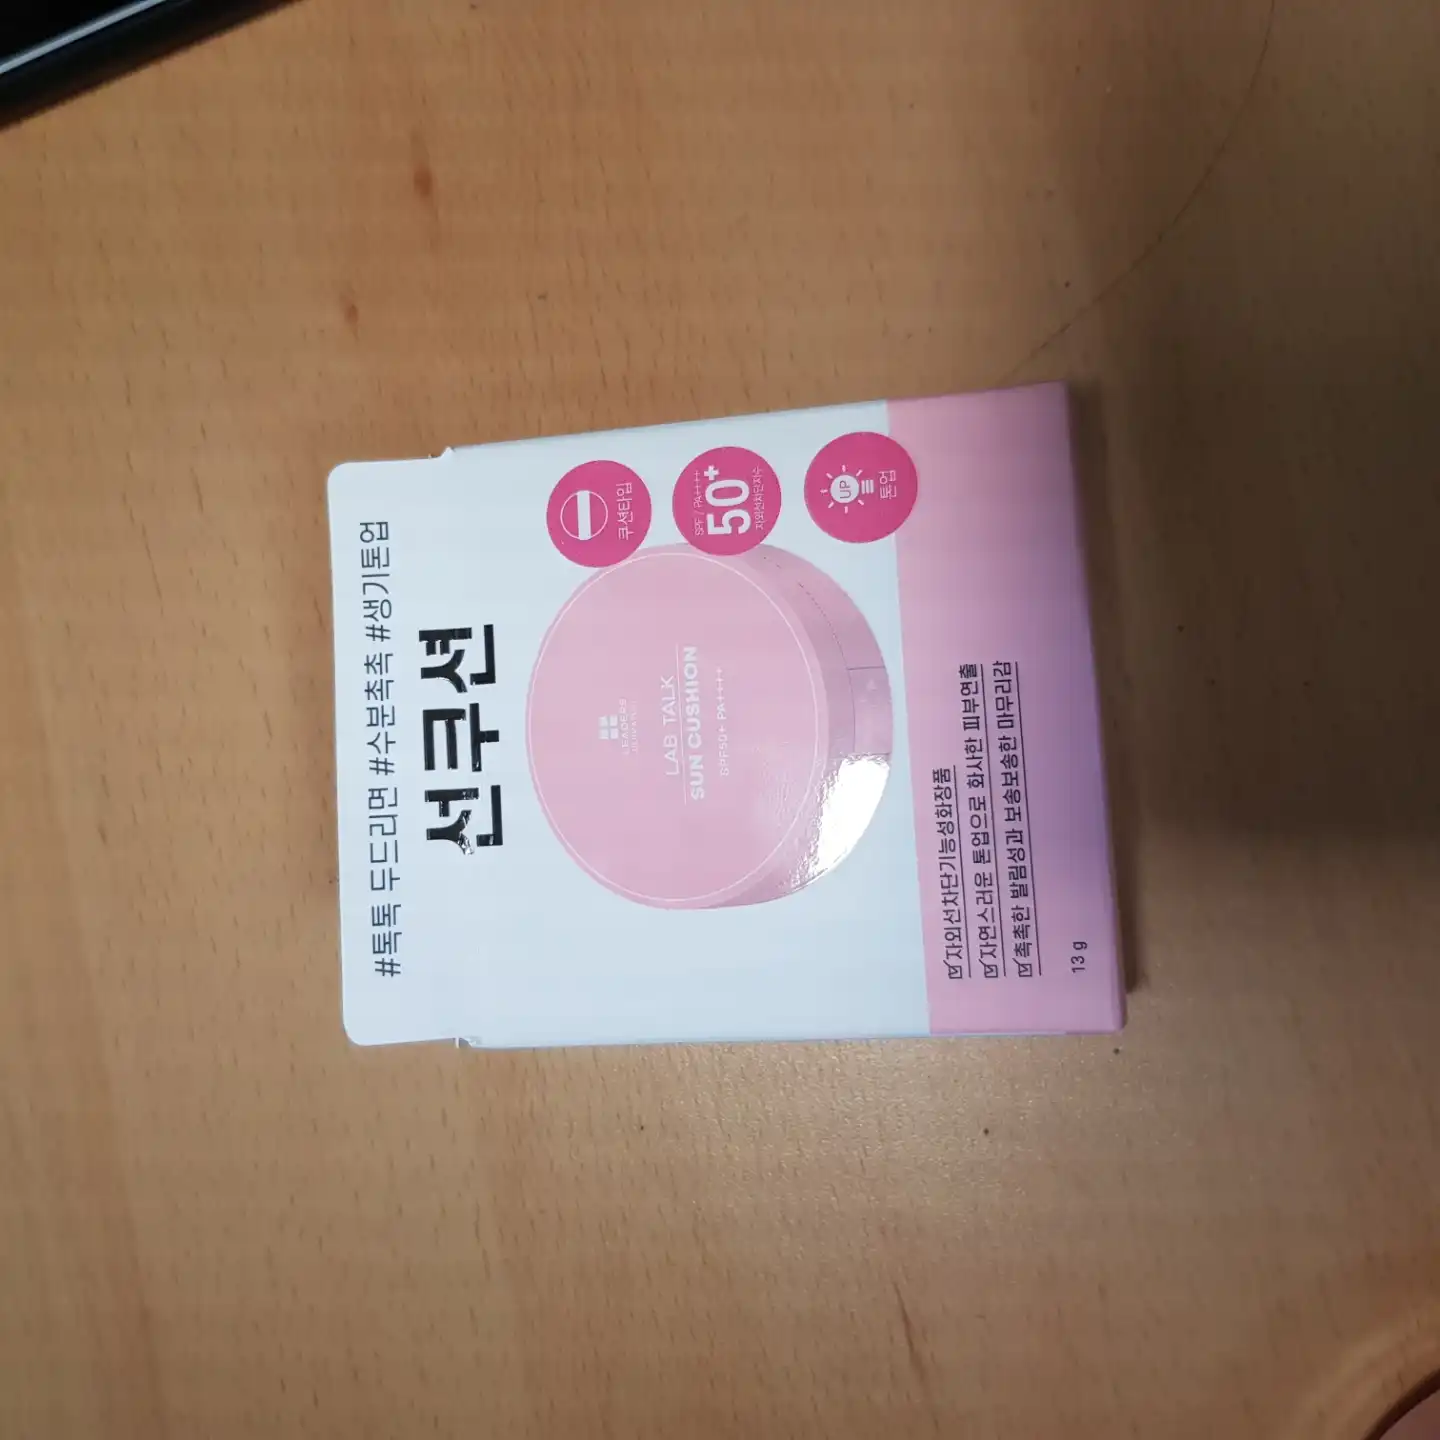 #톡톡 두드리면 #수분촉촉 #생기톤업
선쿠션
쿠션타입
SPF / PA++++
50+
자외선차단지수
UP
톤업
LEADERS
LAB TALK
SUN CUSHION
SPF50+ PA++++
자외선차단기능성화장품
자연스러운 톤업으로 화사한 피부연출
촉촉한 발림성과 보송보송한 마무리감
13 g